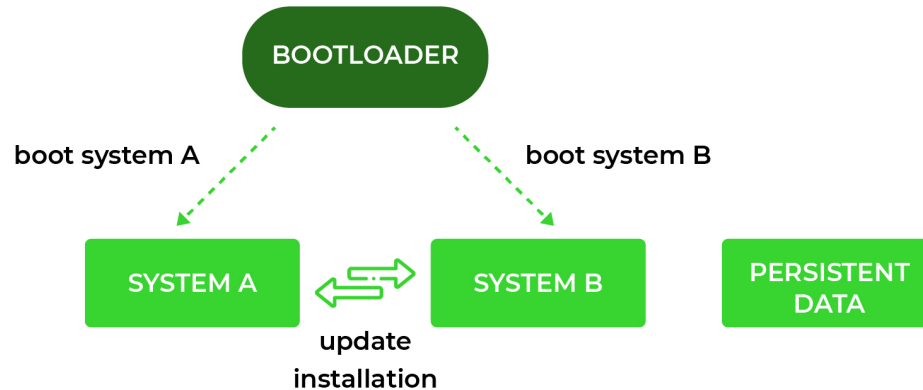 BOOTLOADER
boot system A
boot system B
SYSTEM A
SYSTEM B
PERSISTENT
DATA
update
installation